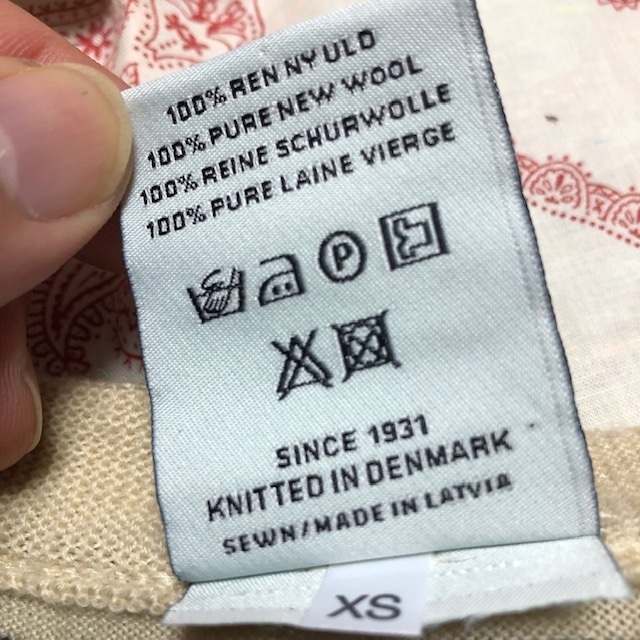 100% REN NY ULD
100% PURE NEW WOOL
100% REINE SCHURWOLLE
100% PURE LAINE VIERGE
P
SINCE 1931
KNITTED IN DENMARK
SEWN/MADE IN LATVIA
XS